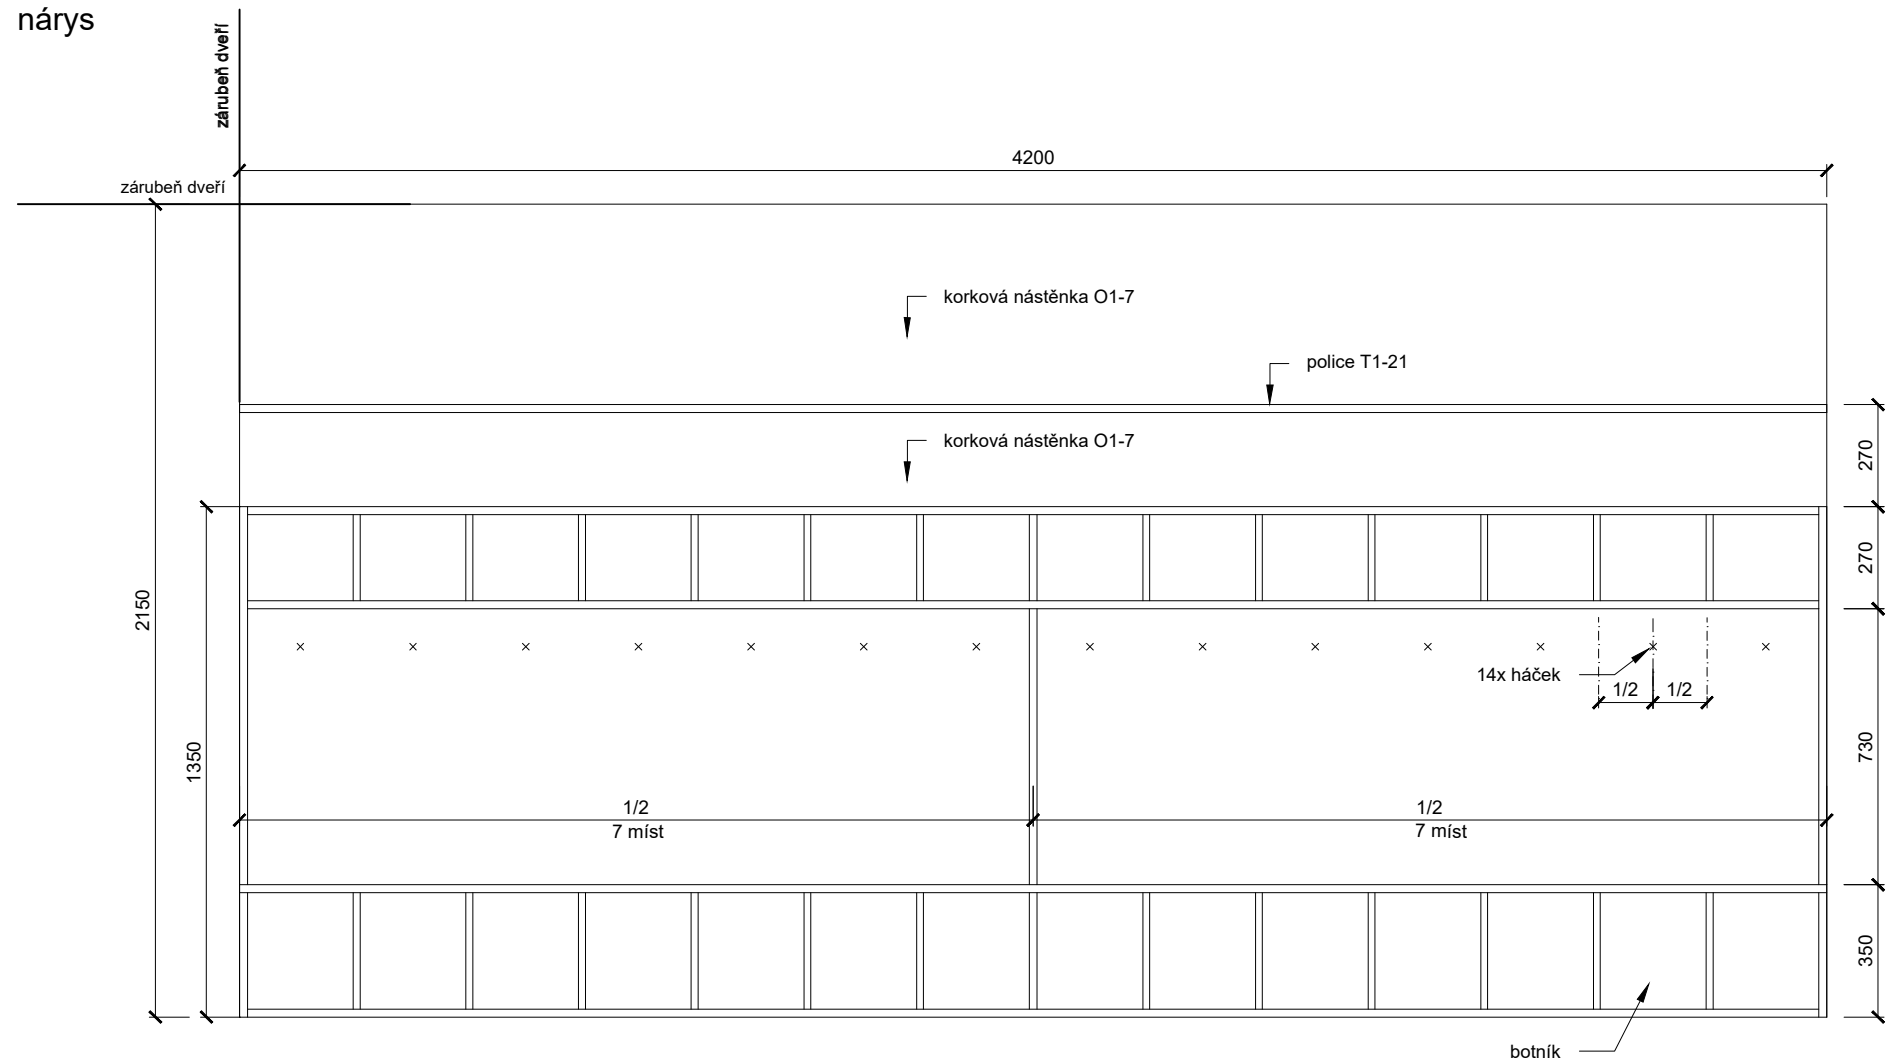 nárys
zárubeň dveří
4200
zárubeň dveří
korková nástěnka O1-7
police T1-21
korková nástěnka O1-7
270
270
2150
14x háček
1/2
1/2
1350
730
1/2
1/2
7 míst
7 míst
350
botník